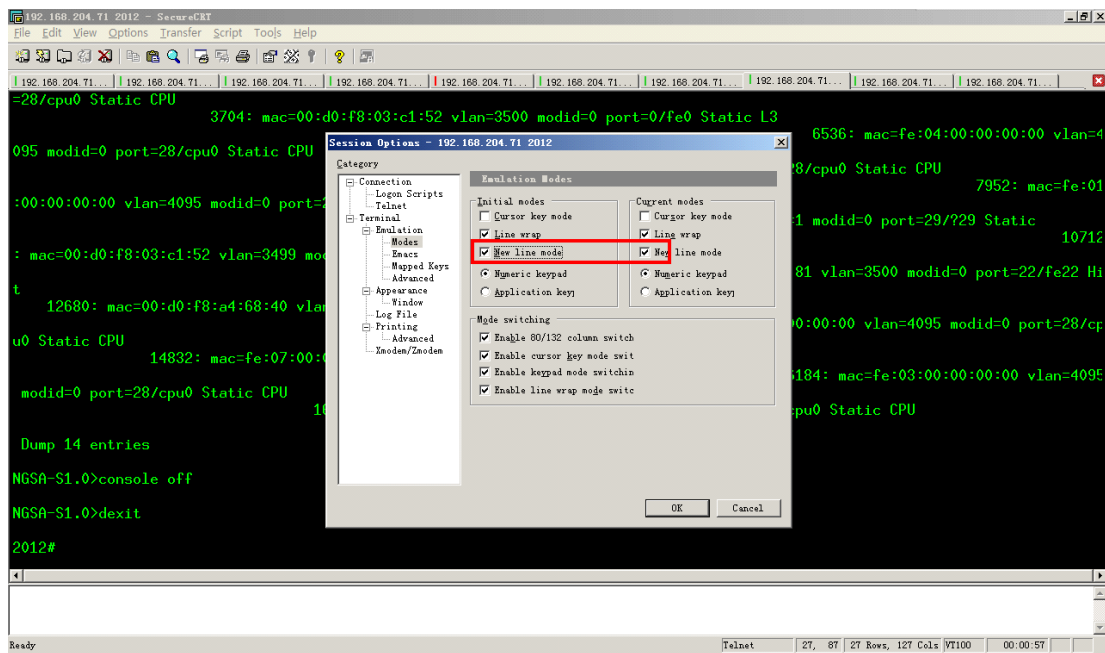 192.168.204.71 2012 - SecureCRT
File Edit View Options Transfer Script Tools Help
192.168.204.71... 192.168.204.71... 192.168.204.71... 192.168.204.71... 192.168.204.71... 192.168.204.71... 192.168.204.71... 192.168.204.71... 192.168.204.71... 192.168.204.71...
=28/cpu0 Static CPU
3704: mac=00:d0:f8:03:c1:52 vlan=3500 modid=0 port=0/fe0 Static L3
6536: mac=fe:04:00:00:00:00 vlan=4
095 modid=0 port=28/cpu0 Static CPU
28/cpu0 Static CPU
7952: mac=fe:01
:00:00:00:00 vlan=4095 modid=0 port=2
:1 modid=0 port=29/?29 Static
10712
: mac=00:d0:f8:03:c1:52 vlan=3499 mo
81 vlan=3500 modid=0 port=22/fe22 Hi
t
12680: mac=00:d0:f8:a4:68:40 vla
00:00:00 vlan=4095 modid=0 port=28/cp
u0 Static CPU
14832: mac=fe:07:00:0
6184: mac=fe:03:00:00:00:00 vlan=4095
modid=0 port=28/cpu0 Static CPU
16
cpu0 Static CPU
Dump 14 entries
NGSA-S1.0>console off
NGSA-S1.0>dexit
2012#
Session Options - 192.168.204.71 2012
Category
Connection
Logon Scripts
Telnet
Terminal
Emulation
Modes
Emacs
Mapped Keys
Advanced
Appearance
Window
Log File
Printing
Advanced
Xmodem/Zmodem
Emulation Modes
Initial modes
Cursor key mode
Line wrap
New line mode
Numeric keypad
Application key
Current modes
Cursor key mode
Line wrap
New line mode
Numeric keypad
Application key
Mode switching
Enable 80/132 column switch
Enable cursor key mode swit
Enable keypad mode switchin
Enable line wrap mode switc
OK Cancel
Ready Telnet 27, 87 27 Rows, 127 Cols VT100 00:00:57